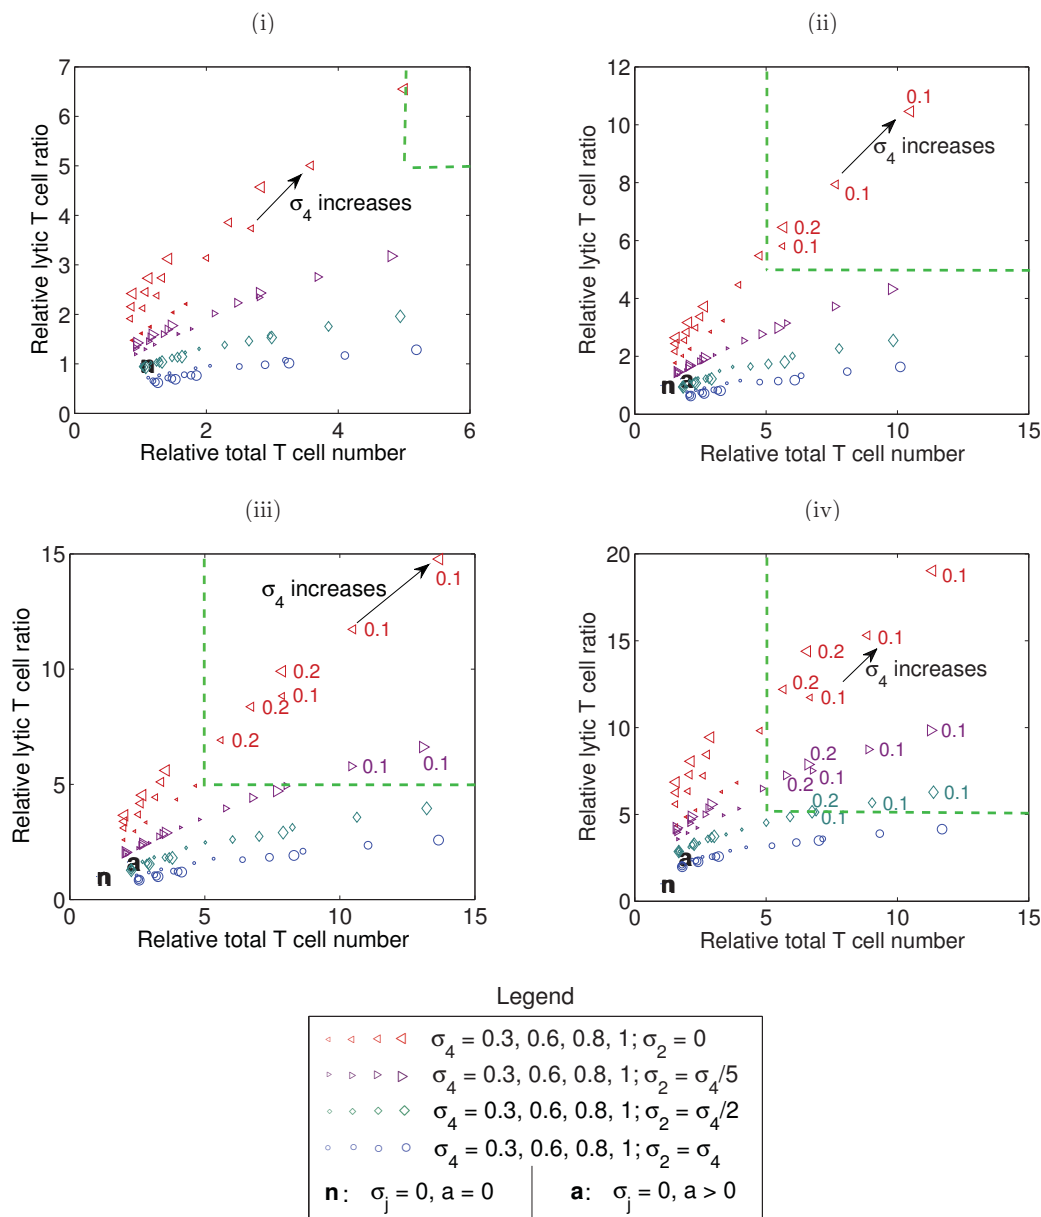 (i)
7
6
5
4
3
2
1
0
0
2
4
6
Relative lytic T cell ratio
Relative total T cell number
σ4 increases
n
(ii)
12
10
8
6
4
2
0
0
5
10
15
Relative lytic T cell ratio
Relative total T cell number
0.1
σ4 increases
0.1
0.2
0.1
n
a
(iii)
15
10
5
0
0
5
10
15
Relative lytic T cell ratio
Relative total T cell number
σ4 increases
0.1
0.1
0.2
0.1
0.2
0.2
0.1
0.1
a
n
(iv)
20
15
10
5
0
0
5
10
15
Relative lytic T cell ratio
Relative total T cell number
0.1
0.1
0.2
σ4 increases
0.2
0.1
0.1
0.1
0.2
0.1
0.2
0.1
0.2
0.1
0.1
a
n
Legend
σ4 = 0.3, 0.6, 0.8, 1; σ2 = 0
σ4 = 0.3, 0.6, 0.8, 1; σ2 = σ4/5
σ4 = 0.3, 0.6, 0.8, 1; σ2 = σ4/2
σ4 = 0.3, 0.6, 0.8, 1; σ2 = σ4
n: σj = 0, a = 0
a: σj = 0, a > 0